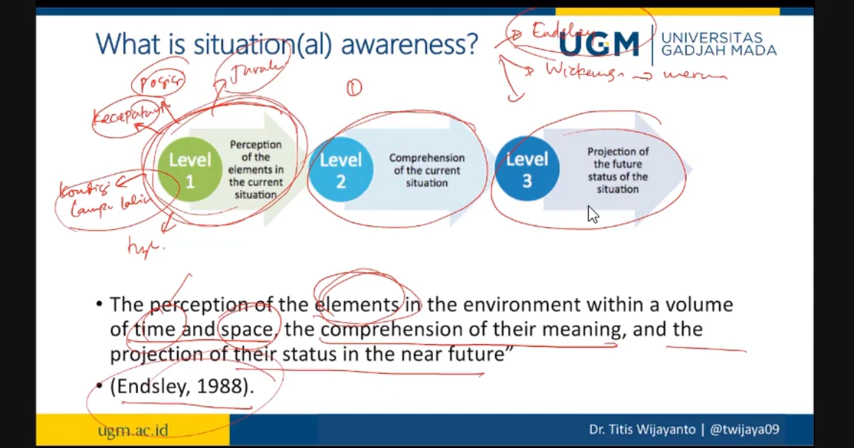 What is situation(al) awareness?
UGM
UNIVERSITAS
GADJAH MADA
Endsley
Wickens
posisi
kecepatan
kondisi
lampu lalin
①
Level
1
Perception
of the
elements in
the current
situation
Level
2
Comprehension
of the current
situation
Level
3
Projection of
the future
status of the
situation
• The perception of the elements in the environment within a volume
of time and space, the comprehension of their meaning, and the
projection of their status in the near future”
• (Endsley, 1988).
ugm.ac.id
Dr. Titis Wijayanto | @twijaya09